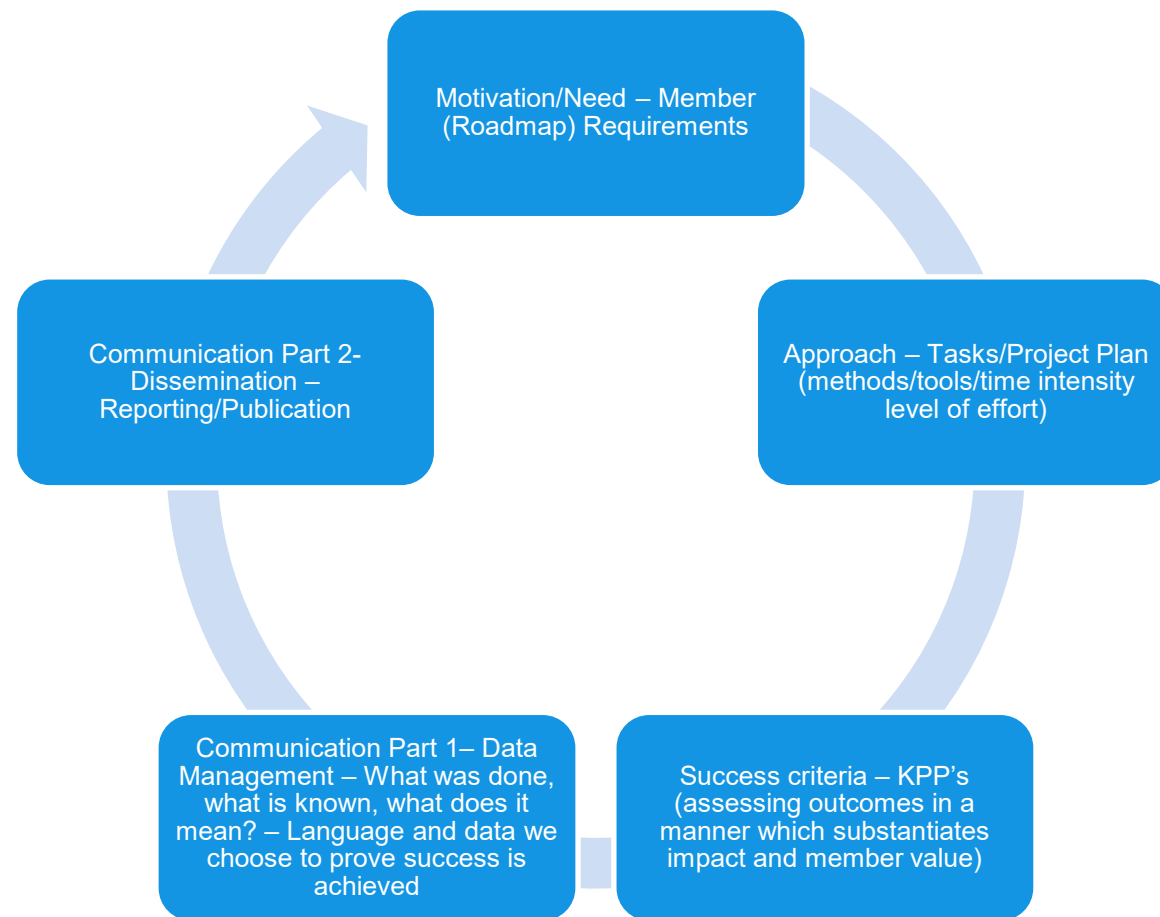 Motivation/Need – Member
(Roadmap) Requirements
Approach – Tasks/Project Plan
(methods/tools/time intensity
level of effort)
Success criteria – KPP’s
(assessing outcomes in a
manner which substantiates
impact and member value)
Communication Part 1– Data
Management – What was done,
what is known, what does it
mean? – Language and data we
choose to prove success is
achieved
Communication Part 2-
Dissemination –
Reporting/Publication